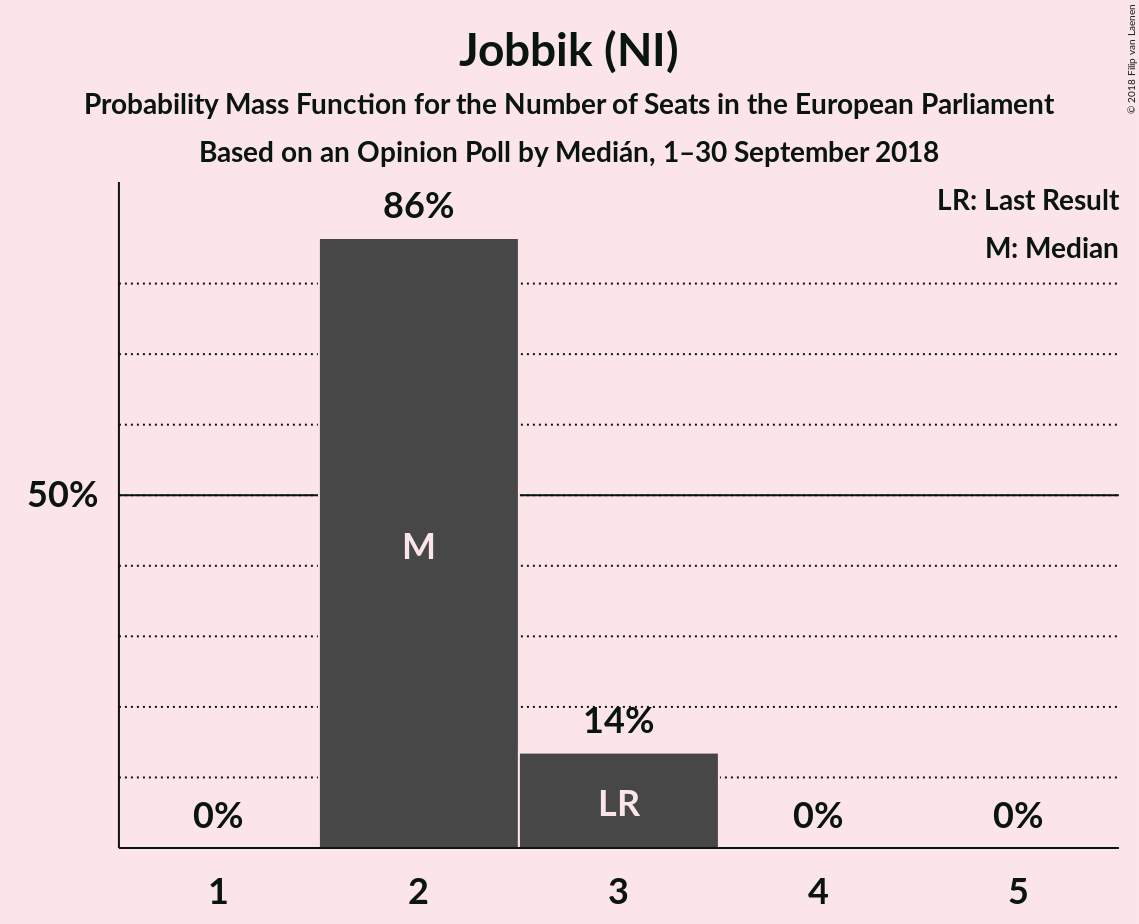 Jobbik (NI)
Probability Mass Function for the Number of Seats in the European Parliament
Based on an Opinion Poll by Medián, 1–30 September 2018
© 2018 Filip van Laenen
LR: Last Result
M: Median
86%
50%
M
14%
LR
0%
0%
0%
1
2
3
4
5